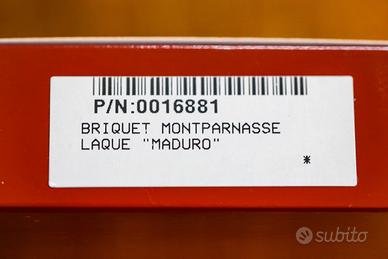 P/N:0016881
BRIQUET MONTPARNASSE
LAQUE "MADURO"
*
subito